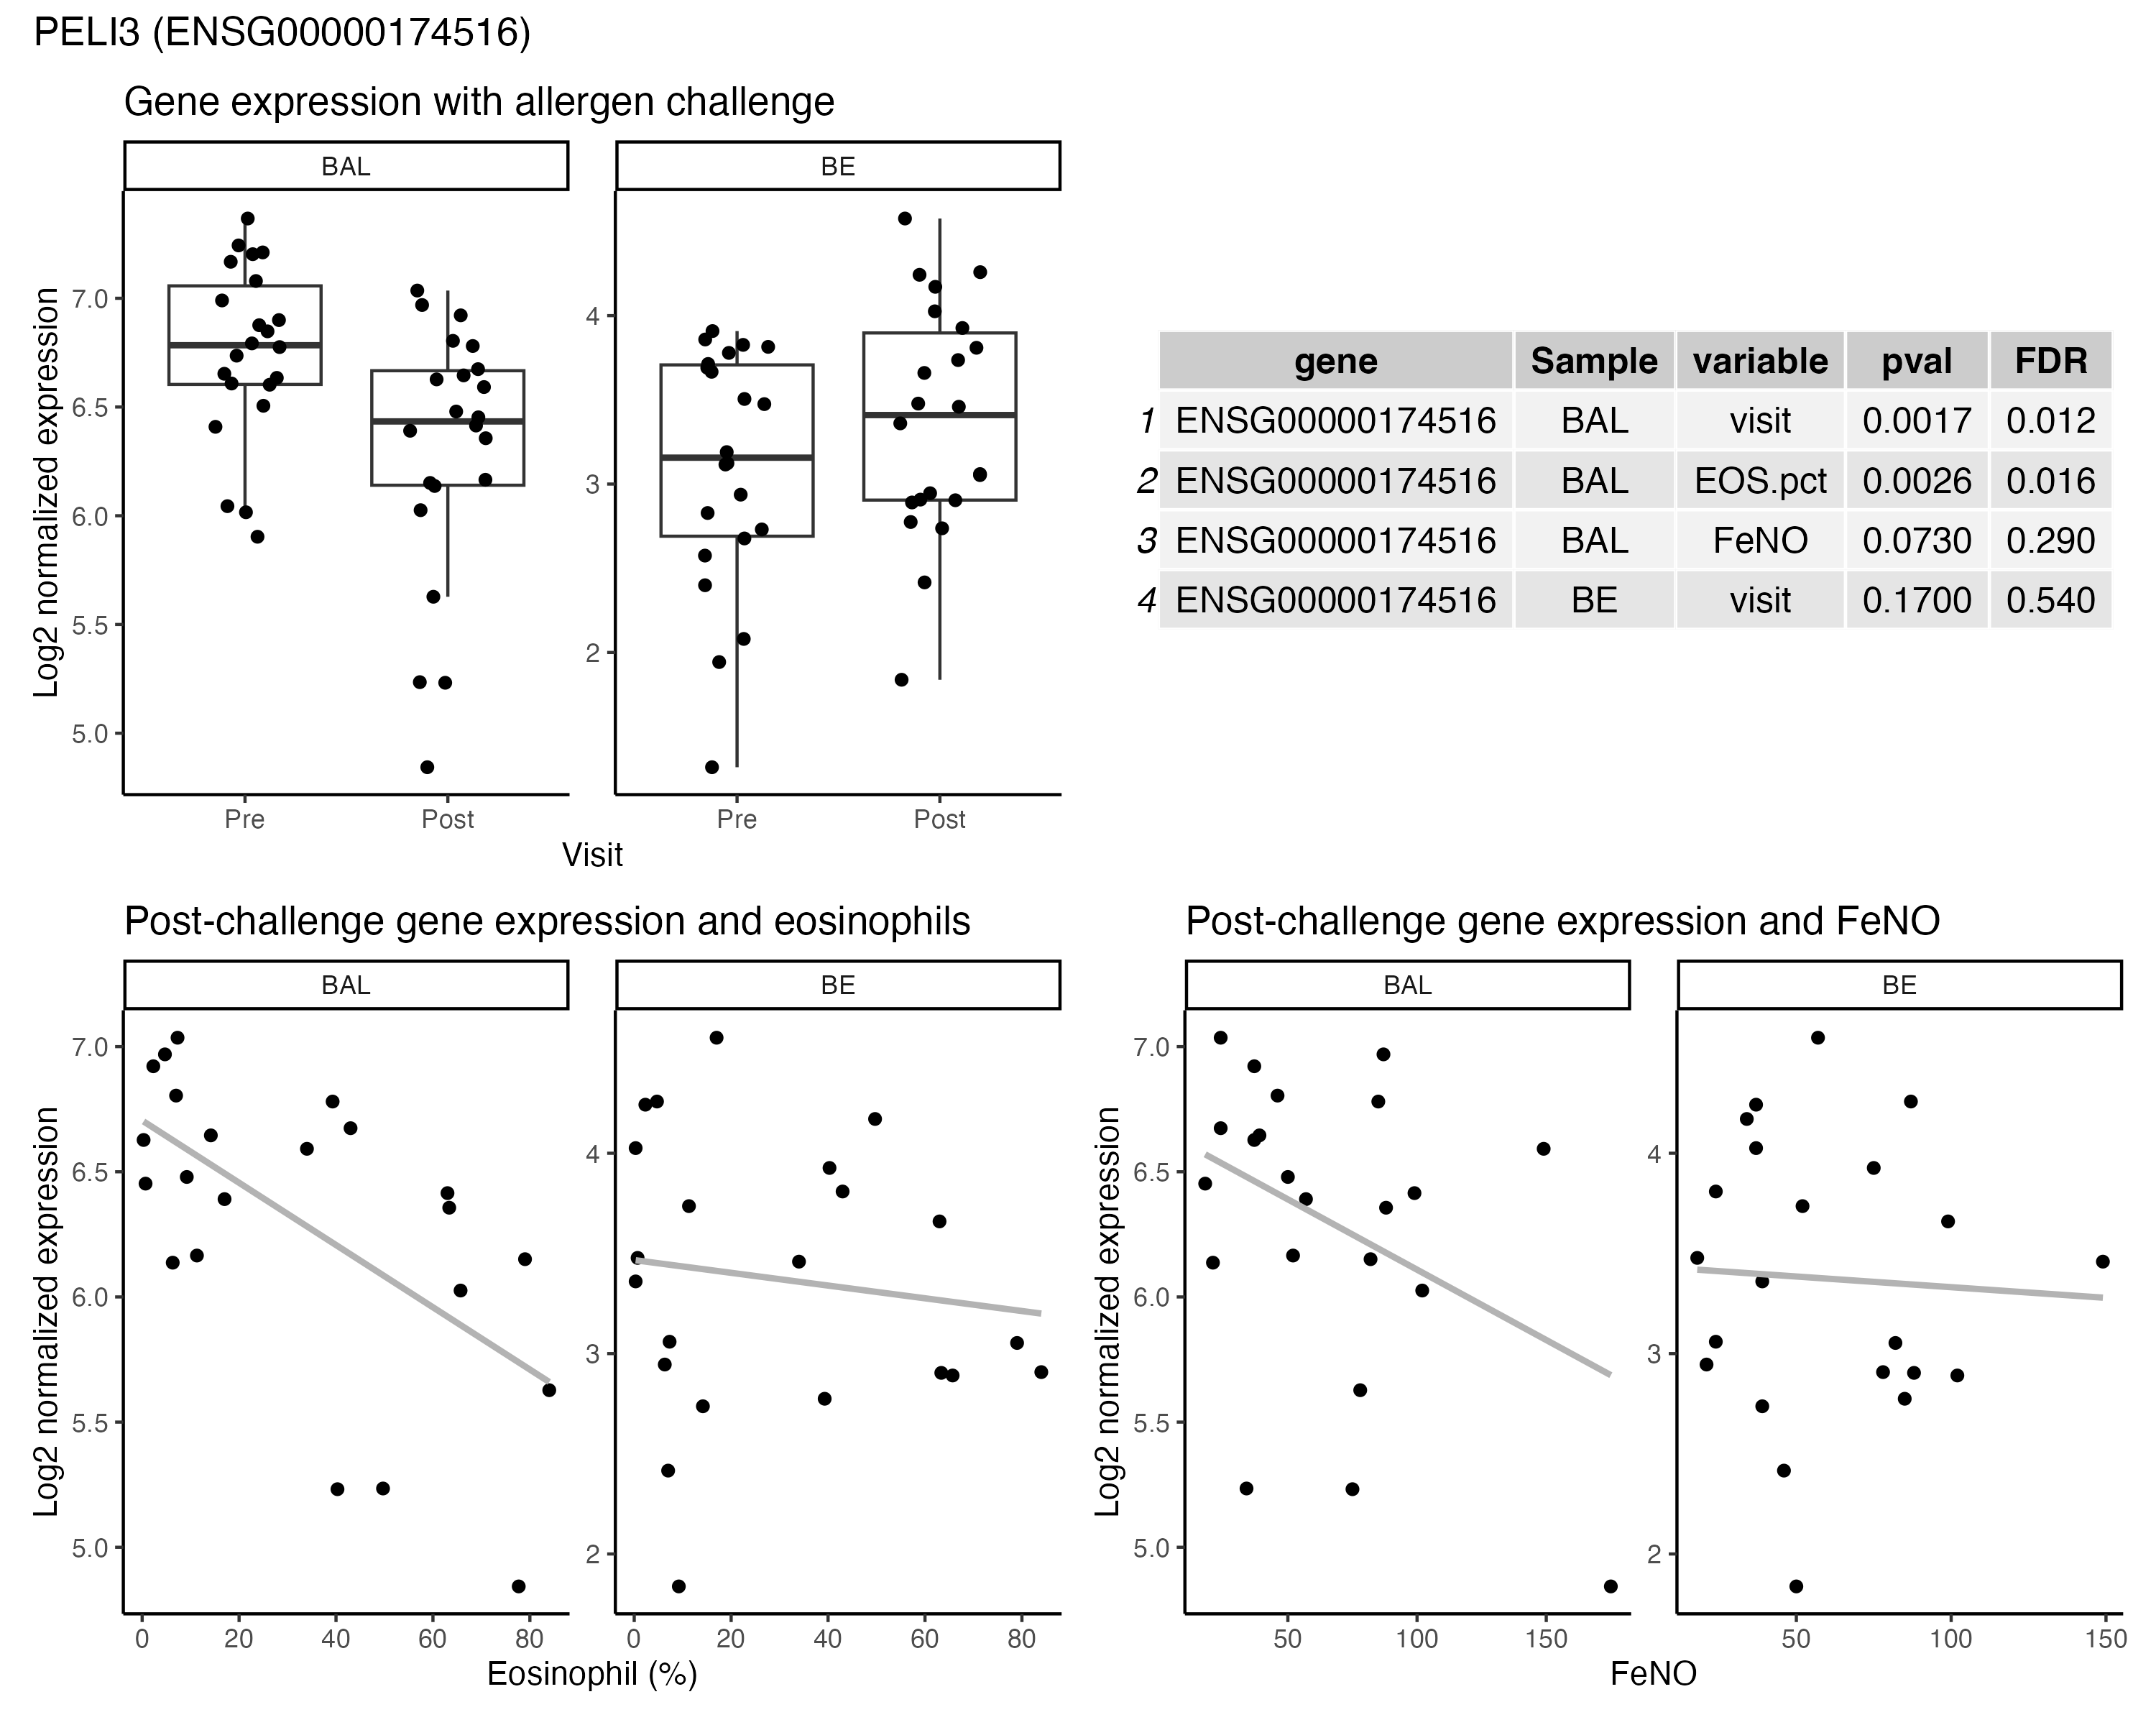 PELI3 (ENSG00000174516)
Gene expression with allergen challenge
BAL
BE
Log2 normalized expression
7.0
6.5
6.0
5.5
5.0
4
3
2
Pre
Post
Pre
Post
Visit
gene Sample variable pval FDR
1 ENSG00000174516 BAL visit 0.0017 0.012
2 ENSG00000174516 BAL EOS.pct 0.0026 0.016
3 ENSG00000174516 BAL FeNO 0.0730 0.290
4 ENSG00000174516 BE visit 0.1700 0.540
Post-challenge gene expression and eosinophils
BAL
BE
Log2 normalized expression
7.0
6.5
6.0
5.5
5.0
4
3
2
0 20 40 60 80
0 20 40 60 80
Eosinophil (%)
Post-challenge gene expression and FeNO
BAL
BE
Log2 normalized expression
7.0
6.5
6.0
5.5
5.0
4
3
2
50 100 150
50 100 150
FeNO